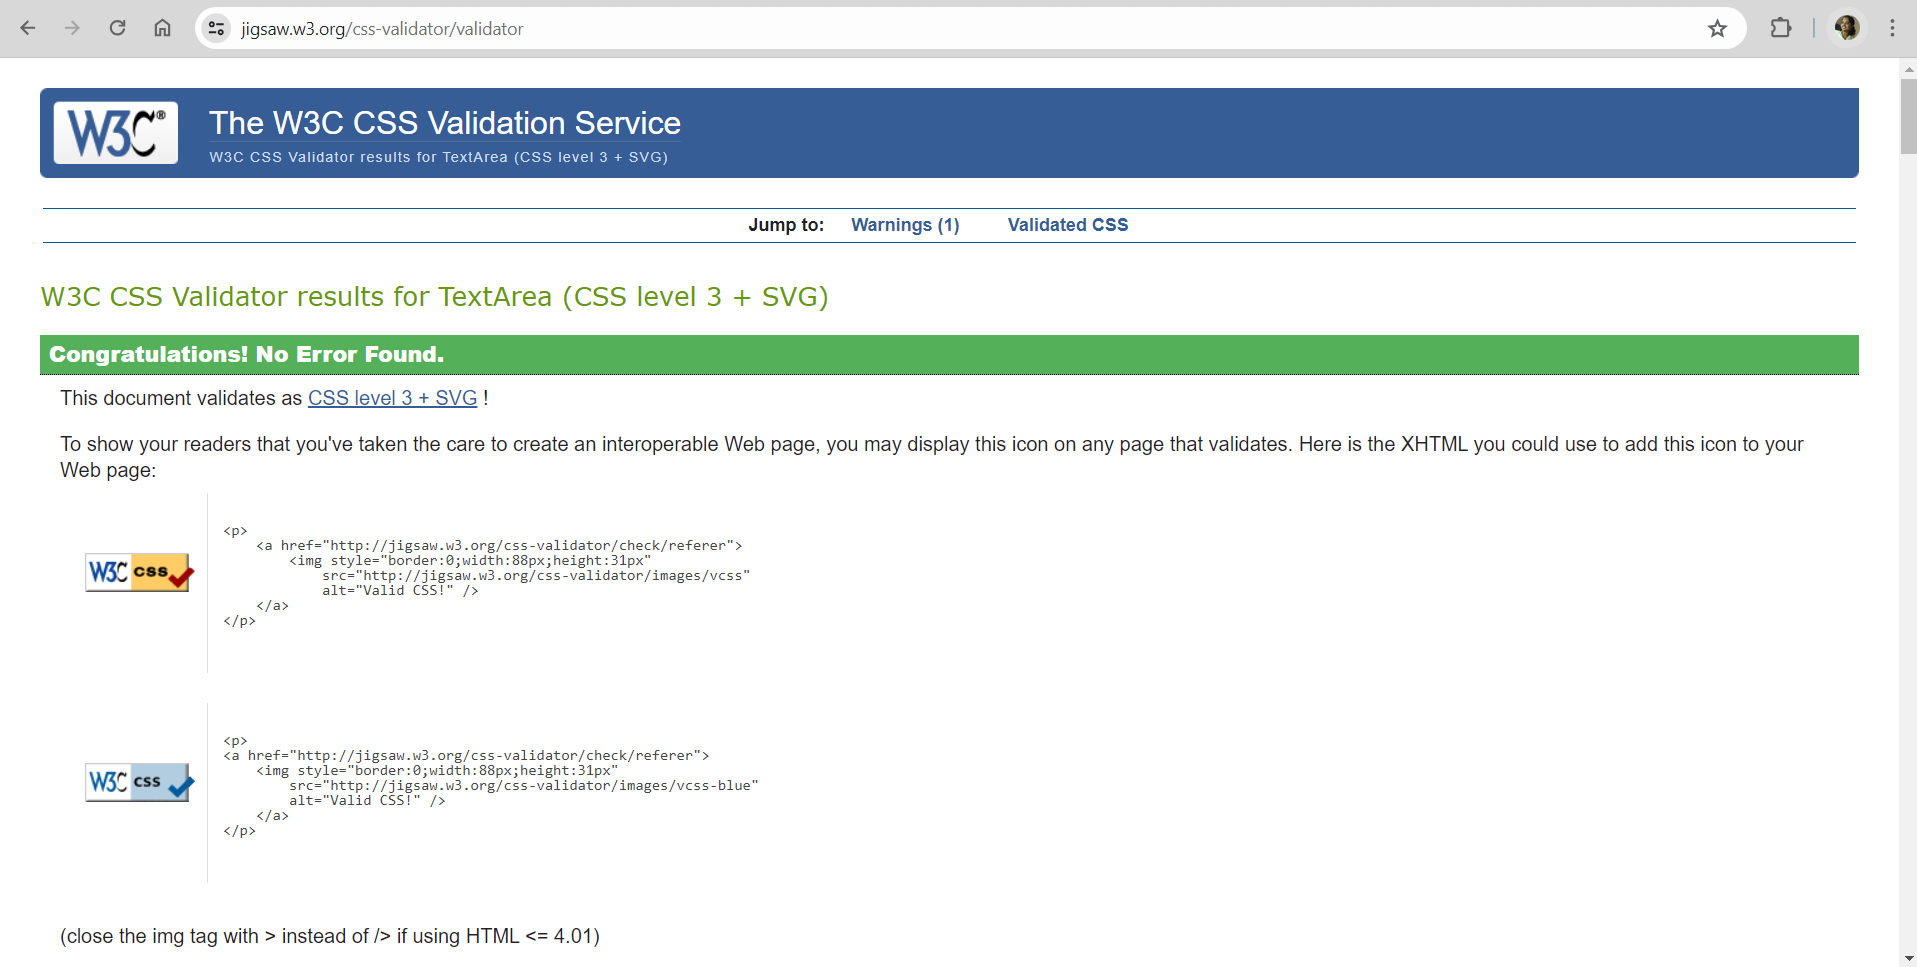 jigsaw.w3.org/css-validator/validator
W3C®
The W3C CSS Validation Service
W3C CSS Validator results for TextArea (CSS level 3 + SVG)
Jump to: Warnings (1) Validated CSS
W3C CSS Validator results for TextArea (CSS level 3 + SVG)
Congratulations! No Error Found.
This document validates as CSS level 3 + SVG !
To show your readers that you've taken the care to create an interoperable Web page, you may display this icon on any page that validates. Here is the XHTML you could use to add this icon to your
Web page:
W3C css
<p>
    <a href="http://jigsaw.w3.org/css-validator/check/referer">
        <img style="border:0;width:88px;height:31px"
            src="http://jigsaw.w3.org/css-validator/images/vcss"
            alt="Valid CSS!" />
    </a>
</p>
W3C css
<p>
<a href="http://jigsaw.w3.org/css-validator/check/referer">
    <img style="border:0;width:88px;height:31px"
        src="http://jigsaw.w3.org/css-validator/images/vcss-blue"
        alt="Valid CSS!" />
    </a>
</p>
(close the img tag with > instead of /> if using HTML <= 4.01)